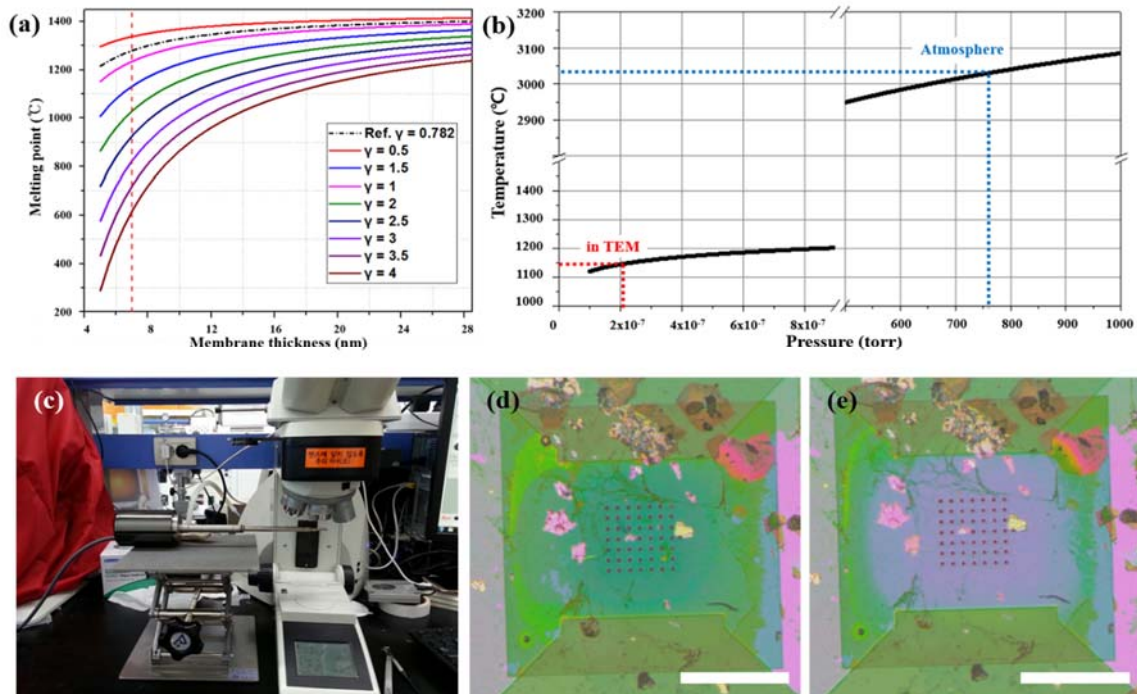 (a)
1400
1200
1000
800
600
400
200
Melting point(℃)
Ref. γ = 0.782
γ = 0.5
γ = 1.5
γ = 1
γ = 2
γ = 2.5
γ = 3
γ = 3.5
γ = 4
4 8 12 16 20 24 28
Membrane thickness (nm)
(b)
3200
3100
3000
2900
1400
1300
1200
1100
1000
Temperature (℃)
Atmosphere
in TEM
0 2x10⁻⁷ 4x10⁻⁷ 6x10⁻⁷ 8x10⁻⁷ 600 700 800 900 1000
Pressure (torr)
(c)
(d)
(e)